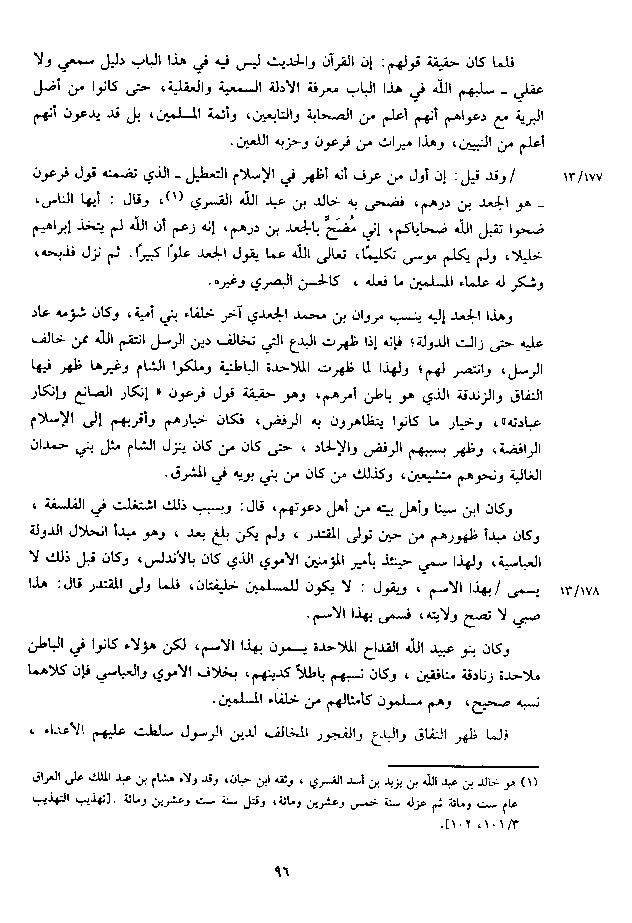 فلما كان حقيقة قولهم: إن القرآن والحديث ليس فيه في هذا الباب دليل سمعي ولا
عقلي ـ سلبهم الله في هذا الباب معرفة الأدلة السمعية والعقلية، حتى كانوا من أضل
البرية مع دعواهم أنهم أعلم من الصحابة والتابعين، وأئمة المسلمين، بل قد يدعون أنهم
أعلم من النبيين، وهذا ميراث من فرعون وحزبه اللعين.
١٣/١٧٧ / وقد قيل: إن أول من عرف أنه أظهر في الإسلام التعطيل ـ الذي تضمنه قول فرعون
ـ هو الجعد بن درهم، فضحى به خالد بن عبد الله القسري (١)، وقال : أيها الناس،
ضحوا تقبل الله ضحاياكم، إني مُضَحٍّ بالجعد بن درهم، إنه زعم أن الله لم يتخذ إبراهيم
خليلا، ولم يكلم موسى تكليمًا، تعالى الله عما يقول الجعد علوًا كبيرًا. ثم نزل فذبحه،
وشكر له علماء المسلمين ما فعله ، كالحسن البصري وغيره.
وهذا الجعد إليه ينسب مروان بن محمد الجعدي آخر خلفاء بني أمية، وكان شؤمه عاد
عليه حتى زالت الدولة؛ فإنه إذا ظهرت البدع التي تخالف دين الرسل انتقم الله ممن خالف
الرسل، وانتصر لهم؛ ولهذا لما ظهرت الملاحدة الباطنية وملكوا الشام وغيرها ظهر فيها
النفاق والزندقة الذي هو باطن أمرهم، وهو حقيقة قول فرعون « إنكار الصانع وإنكار
عبادته»، وخيار ما كانوا يتظاهرون به الرفض، فكان خيارهم وأقربهم إلى الإسلام
الرافضة، وظهر بسببهم الرفض والإلحاد ، حتى كان من كان ينزل الشام مثل بني حمدان
الغالية ونحوهم متشيعين، وكذلك من كان من بني بويه في المشرق.
وكان ابن سينا وأهل بيته من أهل دعوتهم، قال: وبسبب ذلك اشتغلت في الفلسفة ،
وكان مبدأ ظهورهم من حين تولى المقتدر ، ولم يكن بلغ بعد ، وهو مبدأ انحلال الدولة
العباسية، ولهذا سمي حينئذ بأمير المؤمنين الأموي الذي كان بالأندلس، وكان قبل ذلك لا
١٣/١٧٨ يسمى / بهذا الاسم ، ويقول : لا يكون للمسلمين خليفتان، فلما ولى المقتدر قال: هذا
صبي لا تصح ولايته، فسمى بهذا الاسم.
وكان بنو عبيد الله القداح الملاحدة يسمون بهذا الاسم، لكن هؤلاء كانوا في الباطن
ملاحدة زنادقة منافقين ، وكان نسبهم باطلاً كدينهم، بخلاف الأموي والعباسي فإن كلاهما
نسبه صحيح، وهم مسلمون كأمثالهم من خلفاء المسلمين.
فلما ظهر النفاق والبدع والفجور المخالف لدين الرسول سلطت عليهم الأعداء ،
(١) هو خالد بن عبد الله بن يزيد بن أسد القسري ، وثقه ابن حبان، وقد ولاه هشام بن عبد الملك على العراق
عام ست ومائة ثم عزله سنة خمس وعشرين ومائة، وقتل سنة ست وعشرين ومائة .[تهذيب التهذيب
٣/ ١٠١، ١٠٢].
٩٦